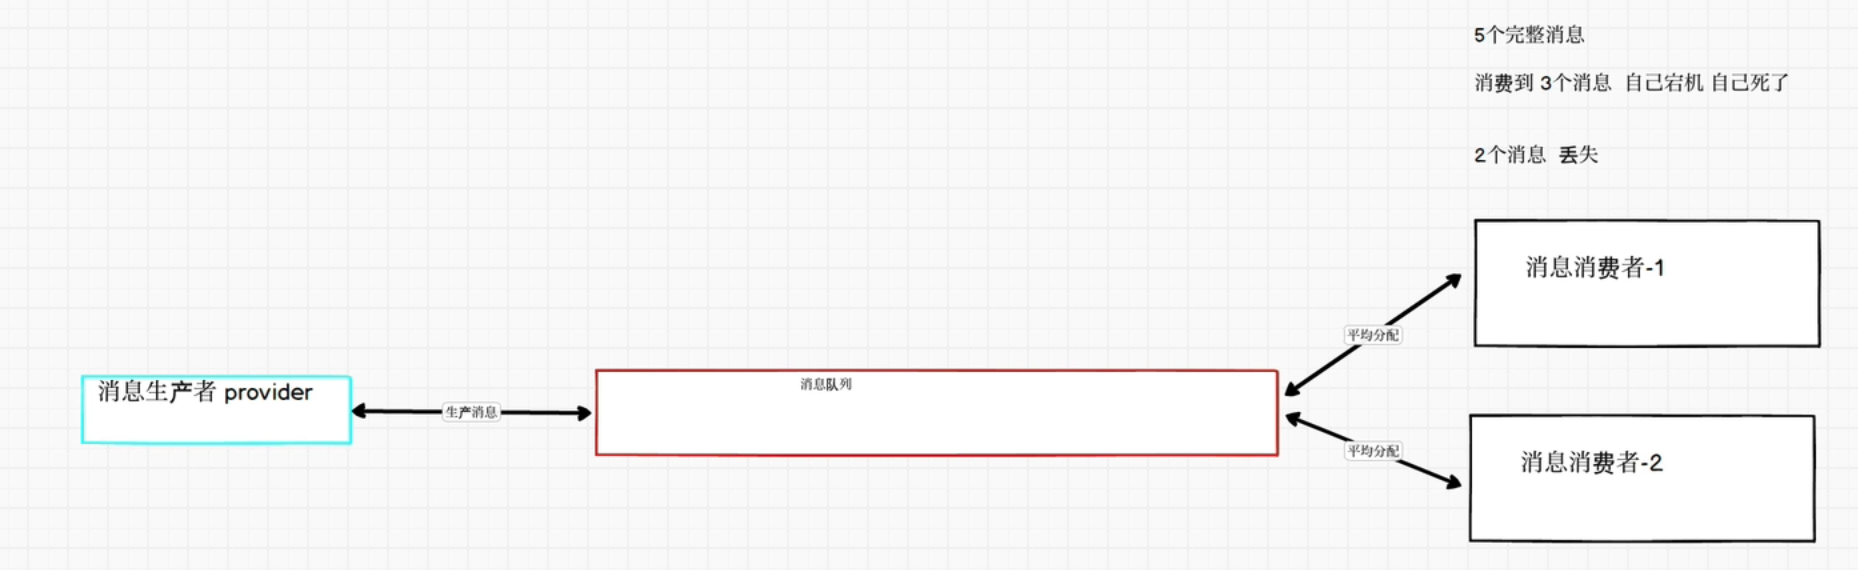 5个完整消息
消费到 3个消息 自己宕机 自己死了
2个消息 丢失
消息消费者-1
平均分配
消息队列
消息生产者 provider
生产消息
平均分配
消息消费者-2